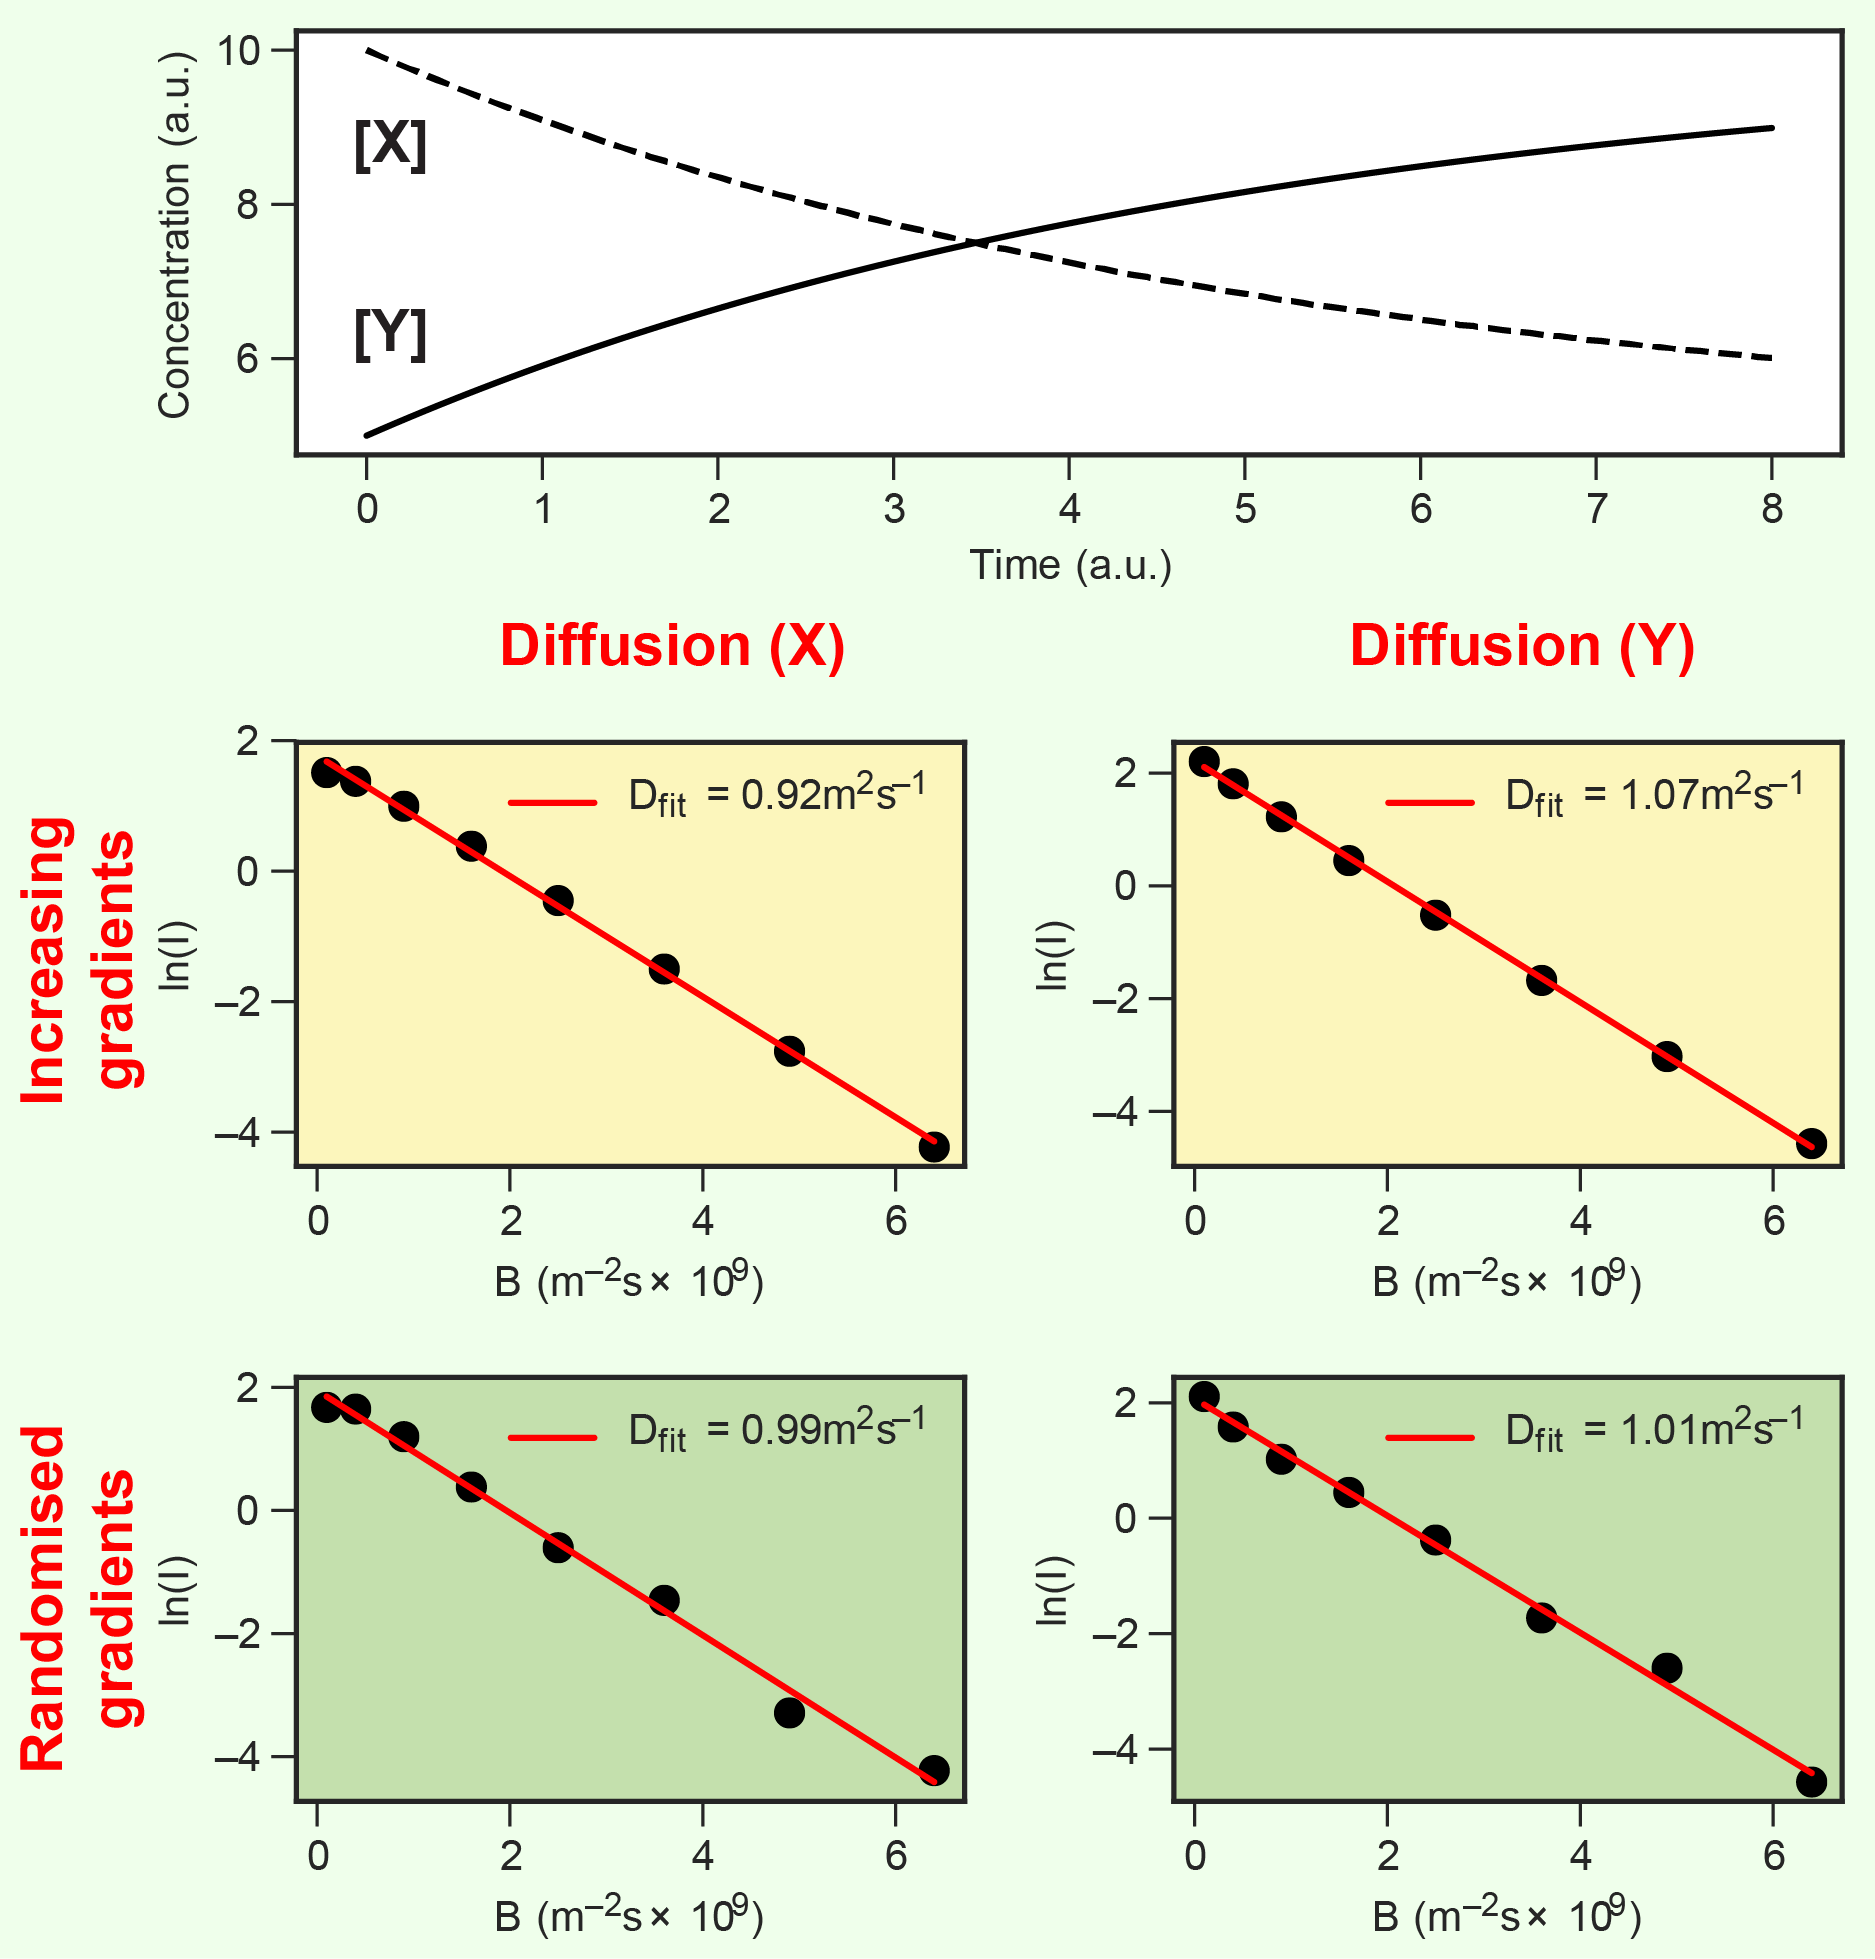 10
8
6
Concentration (a.u.)
[X]
[Y]
0 1 2 3 4 5 6 7 8
Time (a.u.)
Diffusion (X)
Diffusion (Y)
Increasing
gradients
2
0
–2
–4
ln(I)
D_fit = 0.92m²s⁻¹
0 2 4 6
B (m⁻²s × 10⁹)
2
0
–2
–4
ln(I)
D_fit = 1.07m²s⁻¹
0 2 4 6
B (m⁻²s × 10⁹)
Randomised
gradients
2
0
–2
–4
ln(I)
D_fit = 0.99m²s⁻¹
0 2 4 6
B (m⁻²s × 10⁹)
2
0
–2
–4
ln(I)
D_fit = 1.01m²s⁻¹
0 2 4 6
B (m⁻²s × 10⁹)